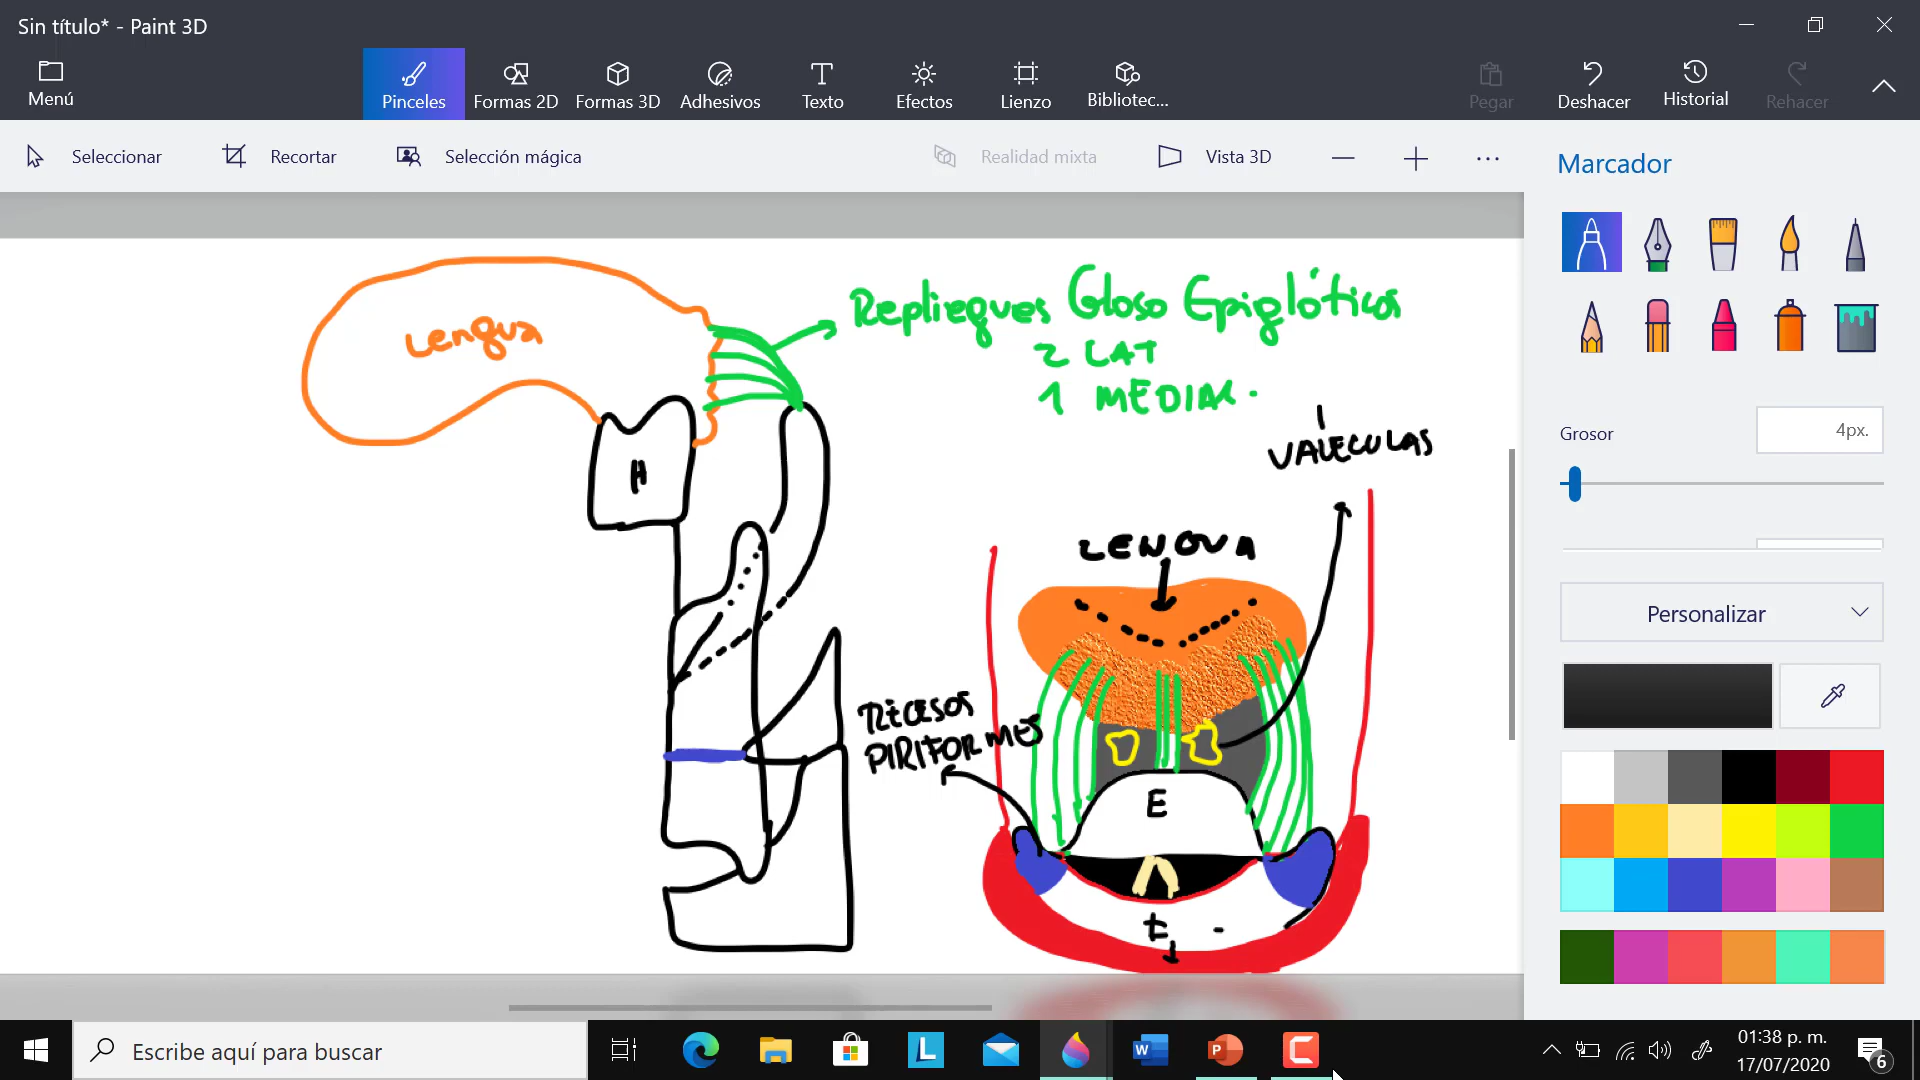 Sin título* - Paint 3D
Menú
Pinceles
Formas 2D
Formas 3D
Adhesivos
Texto
Efectos
Lienzo
Bibliotec...
Pegar
Deshacer
Historial
Rehacer
Seleccionar
Recortar
Selección mágica
Realidad mixta
Vista 3D
Marcador
Grosor
4px.
Personalizar
Lengua
Repliegues Gloso Epiglóticos
2 LAT
1 MEDIAL
H
VALECULAS
LENGUA
RECESOS
PIRIFORMES
E
t
Escribe aquí para buscar
01:38 p. m.
17/07/2020
6